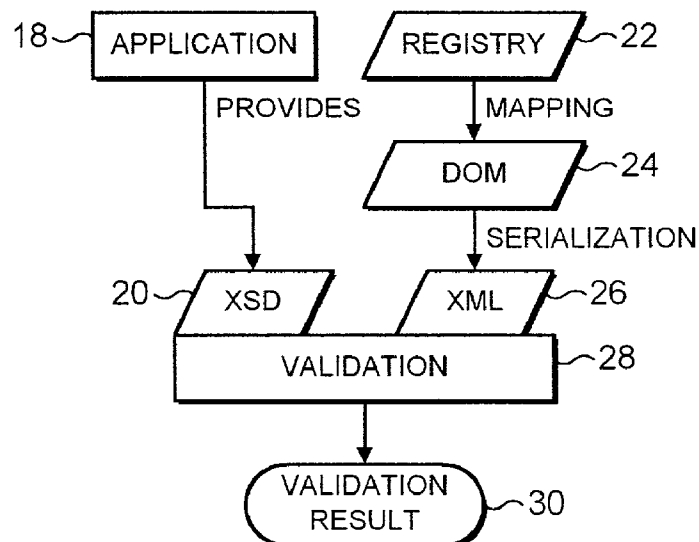 18
APPLICATION
REGISTRY
22
PROVIDES
MAPPING
DOM
24
SERIALIZATION
20
XSD
XML
26
VALIDATION
28
VALIDATION
RESULT
30